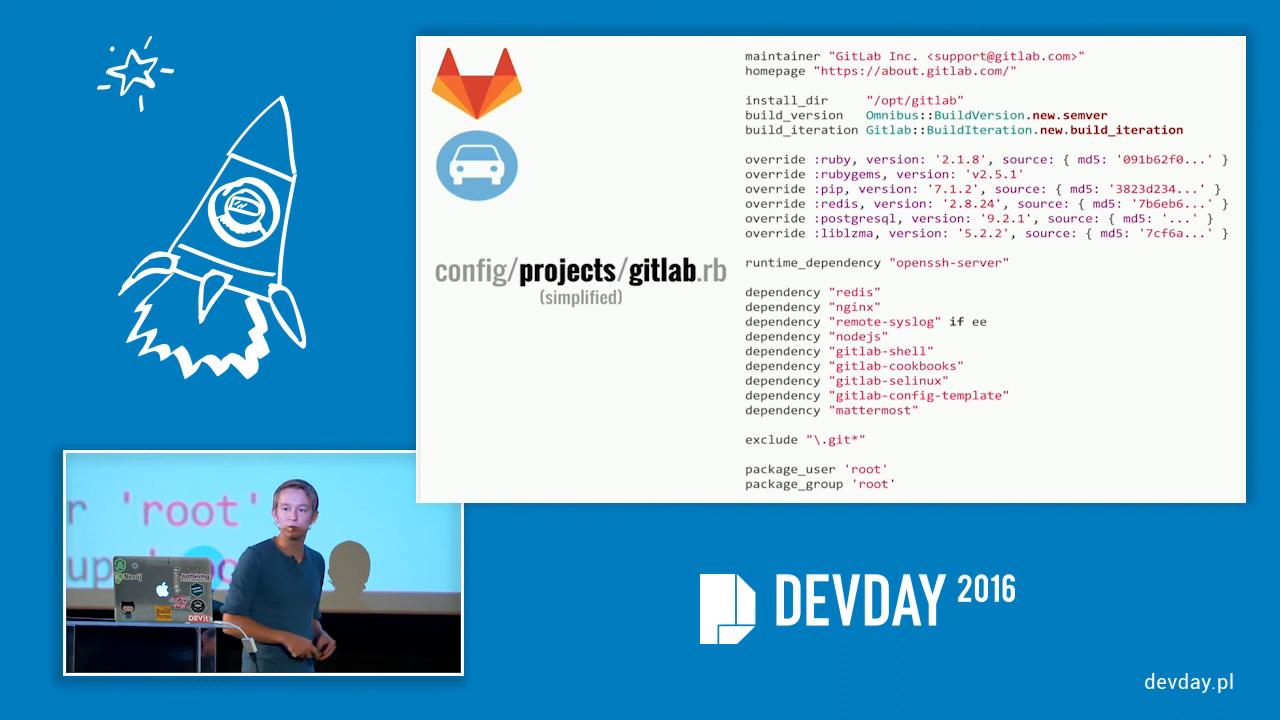 maintainer "GitLab Inc. <support@gitlab.com>"
homepage "https://about.gitlab.com/"
install_dir "/opt/gitlab"
build_version Omnibus::BuildVersion.new.semver
build_iteration Gitlab::BuildIteration.new.build_iteration
override :ruby, version: '2.1.8', source: { md5: '091b62f0...' }
override :rubygems, version: 'v2.5.1'
override :pip, version: '7.1.2', source: { md5: '3823d234...' }
override :redis, version: '2.8.24', source: { md5: '7b6eb6...' }
override :postgresql, version: '9.2.1', source: { md5: '...' }
override :liblzma, version: '5.2.2', source: { md5: '7cf6a...' }
config/projects/gitlab.rb
(simplified)
runtime_dependency "openssh-server"
dependency "redis"
dependency "nginx"
dependency "remote-syslog" if ee
dependency "nodejs"
dependency "gitlab-shell"
dependency "gitlab-cookbooks"
dependency "gitlab-selinux"
dependency "gitlab-config-template"
dependency "mattermost"
exclude "\.git*"
package_user 'root'
package_group 'root'
r 'root'
up
DEVit
DEVDAY 2016
devday.pl